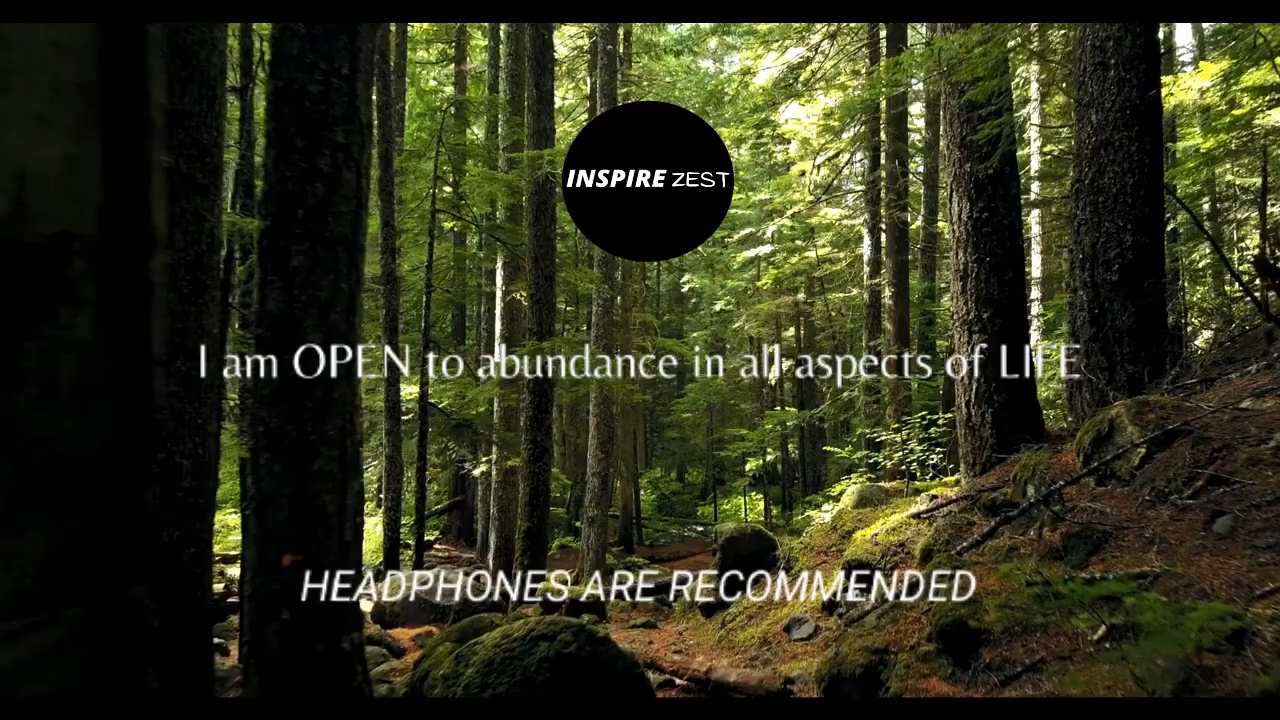 INSPIRE ZEST
I am OPEN to abundance in all aspects of LIFE
HEADPHONES ARE RECOMMENDED